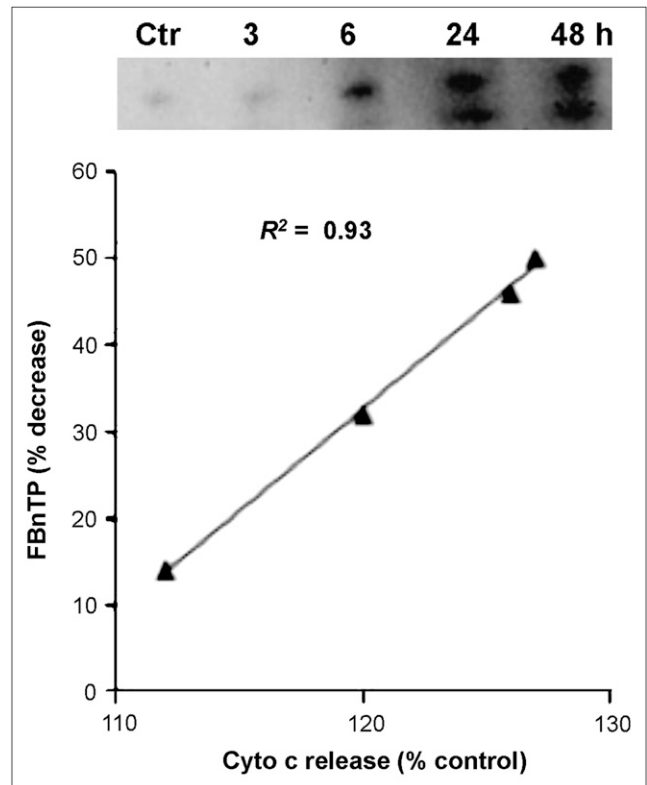 Ctr 3 6 24 48 h
60
R² = 0.93
50
40
30
20
10
0
FBnTP (% decrease)
110 120 130
Cyto c release (% control)